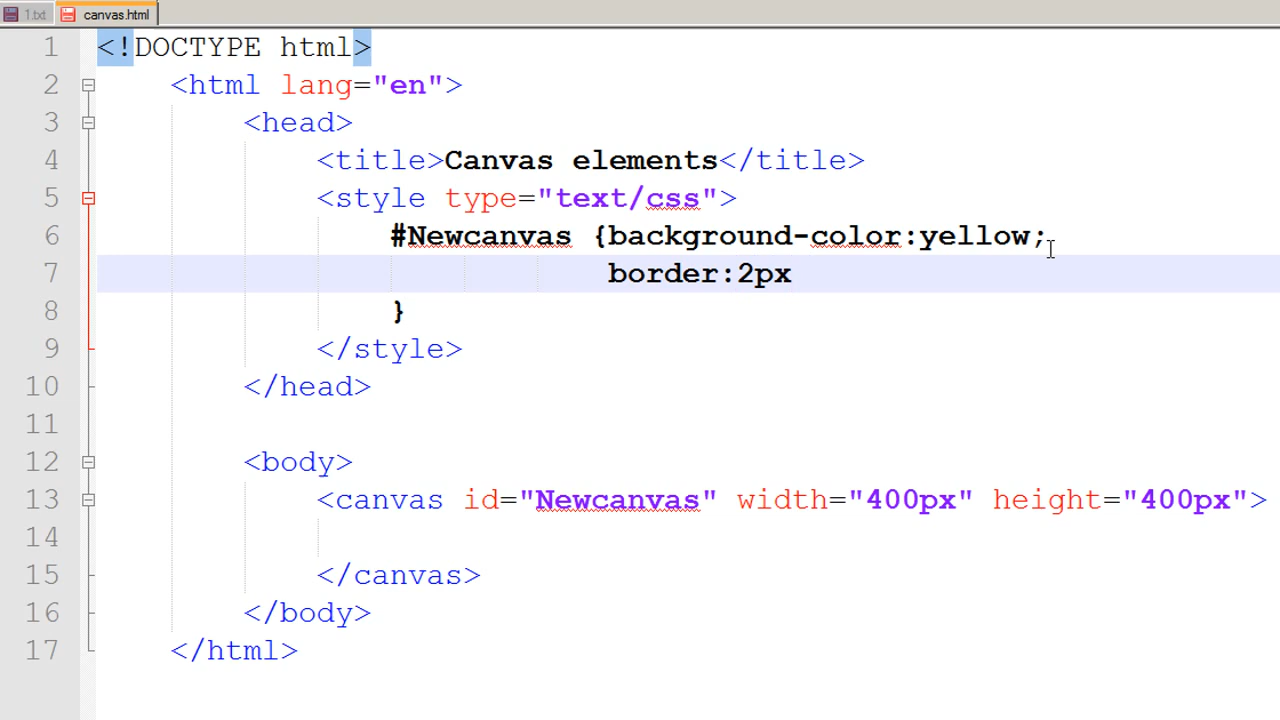 1.txt canvas.html
1 <!DOCTYPE html>
2 <html lang="en">
3 <head>
4 <title>Canvas elements</title>
5 <style type="text/css">
6 #Newcanvas {background-color:yellow;
7 border:2px
8 }
9 </style>
10 </head>
11
12 <body>
13 <canvas id="Newcanvas" width="400px" height="400px">
14
15 </canvas>
16 </body>
17 </html>